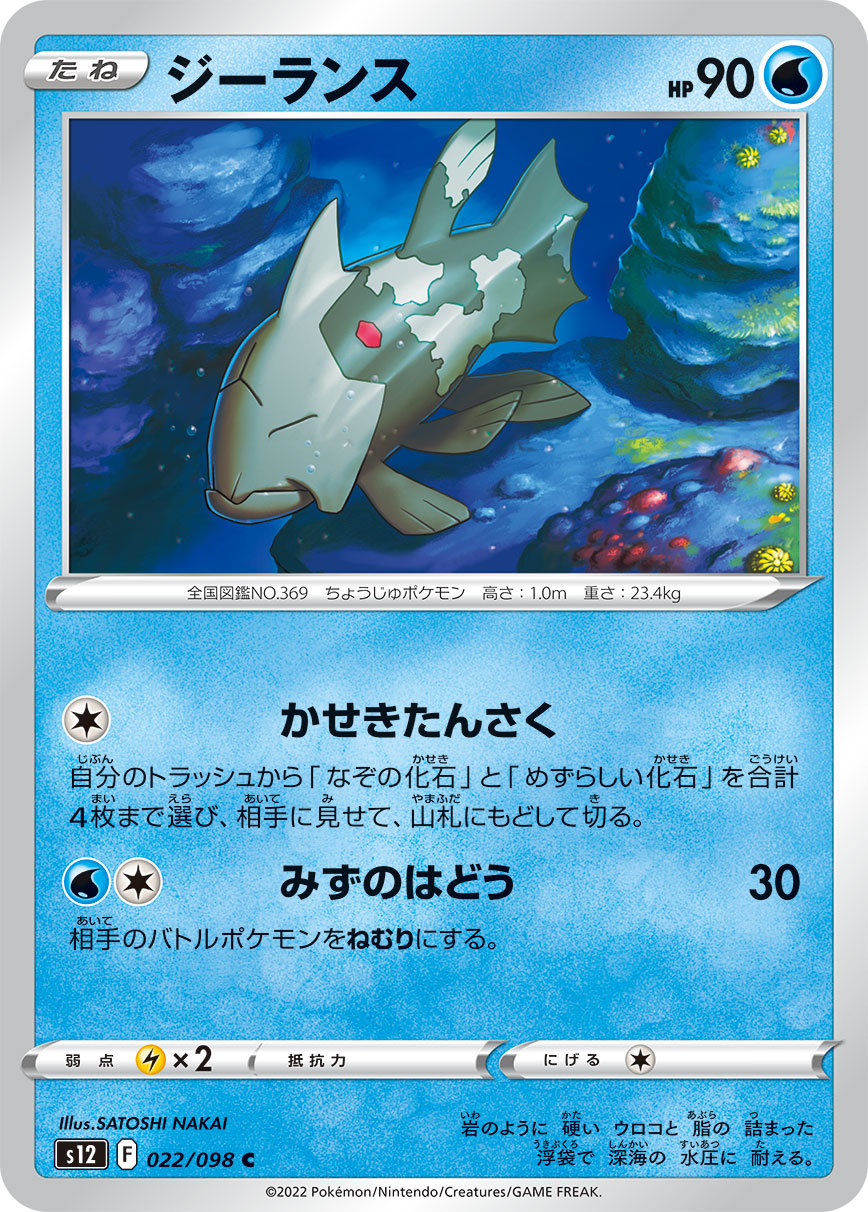 たね ジーランス HP90
全国図鑑NO.369 ちょうじゅポケモン 高さ:1.0m 重さ:23.4kg
かせきたんさく
自分のトラッシュから「なぞの化石」と「めずらしい化石」を合計
4枚まで選び、相手に見せて、山札にもどして切る。
みずのはどう 30
相手のバトルポケモンをねむりにする。
弱点 ×2 抵抗力 にげる
Illus.SATOSHI NAKAI
岩のように 硬い ウロコと 脂の 詰まった
浮袋で 深海の 水圧に 耐える。
s12 F 022/098 C
©2022 Pokémon/Nintendo/Creatures/GAME FREAK.